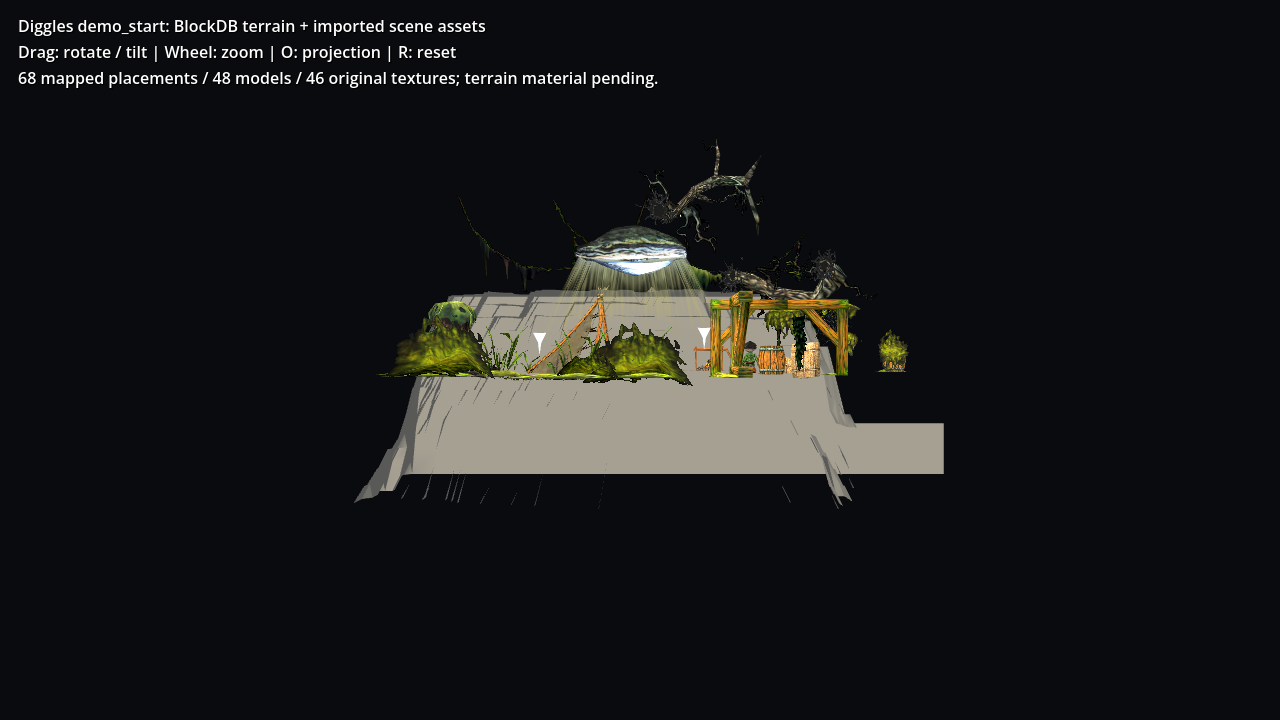 Diggles demo_start: BlockDB terrain + imported scene assets
Drag: rotate / tilt | Wheel: zoom | O: projection | R: reset
68 mapped placements / 48 models / 46 original textures; terrain material pending.